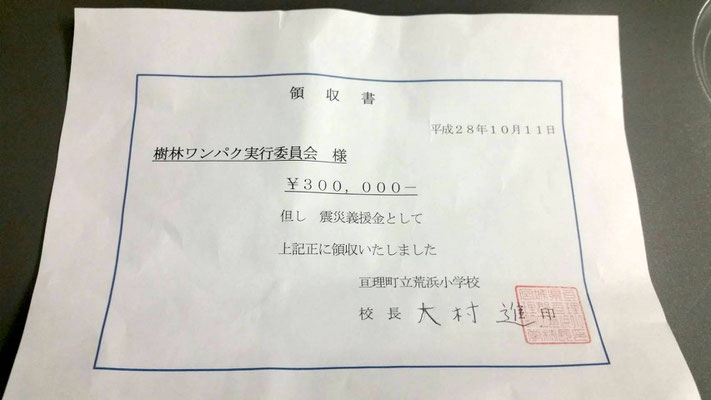 領 収 書
平成２８年１０月１１日
樹林ワンパク実行委員会 様
￥３００，０００－
但し 震災義援金として
上記正に領収いたしました
亘理町立荒浜小学校
校 長 大 村 進 印